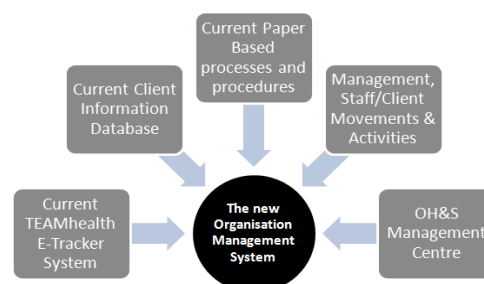 Current Paper
Based
processes and
procedures
Current Client
Information
Database
Management,
Staff/Client
Movements &
Activities
Current
TEAMhealth
E-Tracker
System
The new
Organisation
Management
System
OH&S
Management
Centre